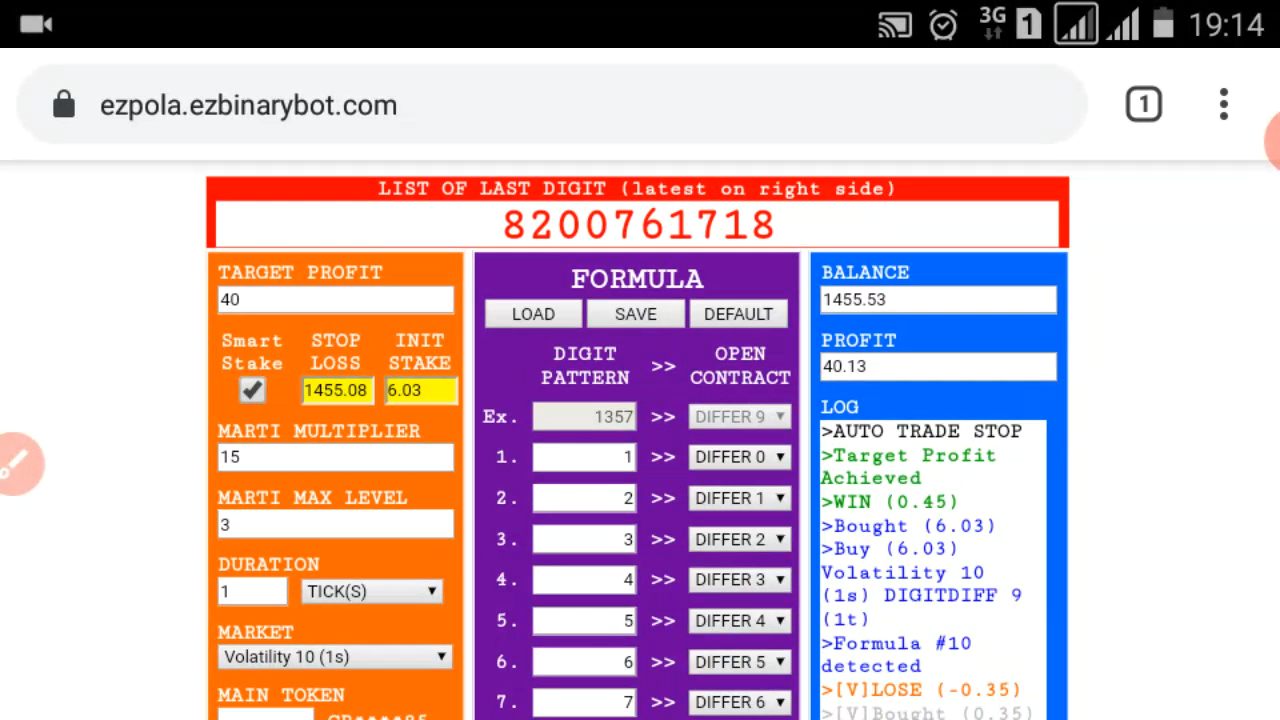 3G 1 19:14
ezpola.ezbinarybot.com 1
LIST OF LAST DIGIT (latest on right side)
8200761718
TARGET PROFIT
40
Smart Stake STOP LOSS INIT STAKE
1455.08 6.03
MARTI MULTIPLIER
15
MARTI MAX LEVEL
3
DURATION
1 TICK(S)
MARKET
Volatility 10 (1s)
MAIN TOKEN
FORMULA
LOAD SAVE DEFAULT
DIGIT PATTERN >> OPEN CONTRACT
Ex. 1357 >> DIFFER 9
1. 1 >> DIFFER 0
2. 2 >> DIFFER 1
3. 3 >> DIFFER 2
4. 4 >> DIFFER 3
5. 5 >> DIFFER 4
6. 6 >> DIFFER 5
7. 7 >> DIFFER 6
BALANCE
1455.53
PROFIT
40.13
LOG
>AUTO TRADE STOP
>Target Profit
Achieved
>WIN (0.45)
>Bought (6.03)
>Buy (6.03)
Volatility 10
(1s) DIGITDIFF 9
(1t)
>Formula #10
detected
>[V]LOSE (-0.35)
>[V]Bought (0.35)